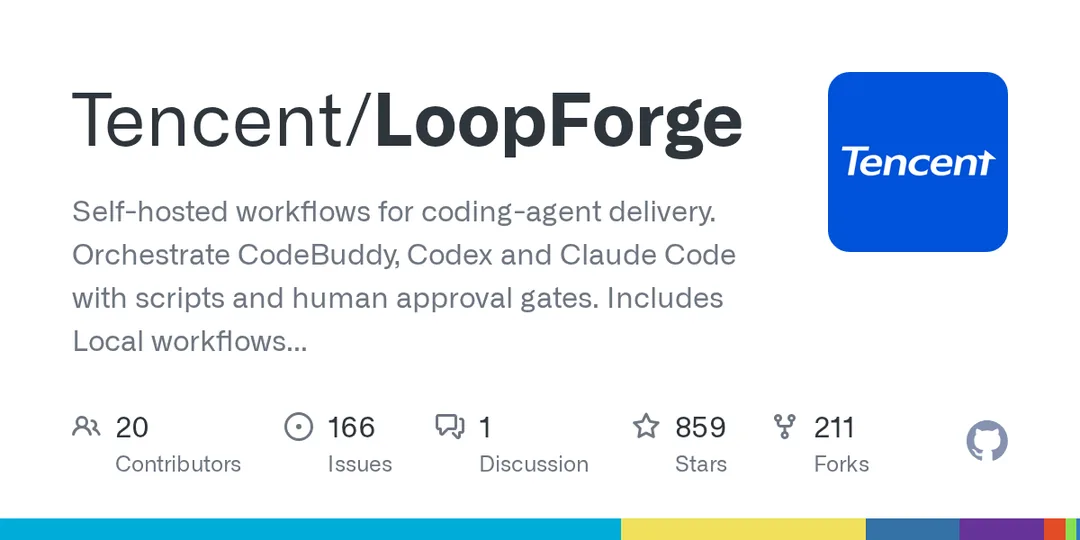 Tencent/LoopForge
Tencent
Self-hosted workflows for coding-agent delivery.
Orchestrate CodeBuddy, Codex and Claude Code
with scripts and human approval gates. Includes
Local workflows...
20
Contributors
166
Issues
1
Discussion
859
Stars
211
Forks